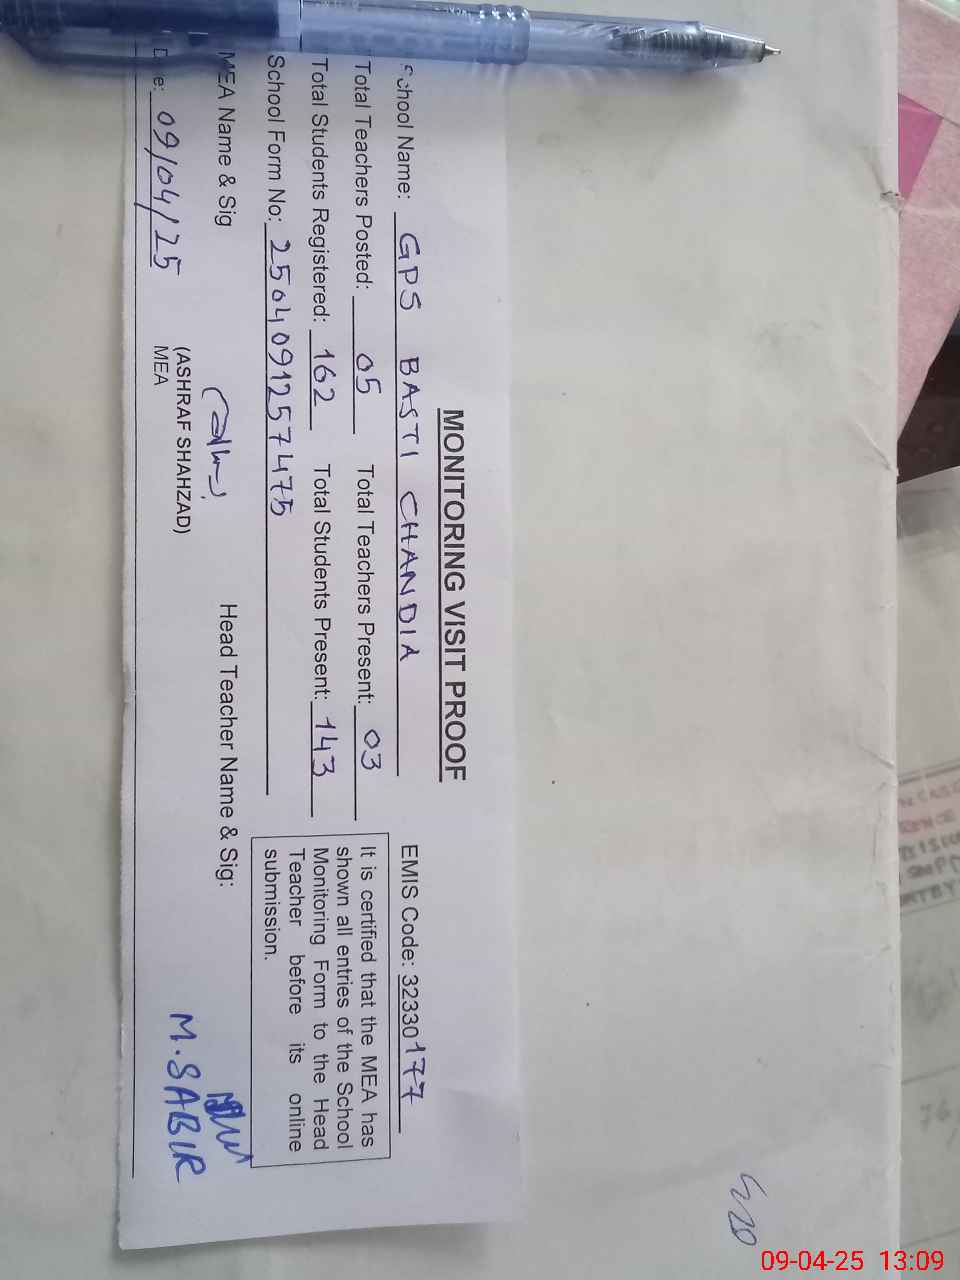 MONITORING VISIT PROOF
School Name: GPS BASTI CHANDIA EMIS Code: 32330177
Total Teachers Posted: 05 Total Teachers Present: 03
Total Students Registered: 162 Total Students Present: 143
School Form No: 2504091257475
It is certified that the MEA has
shown all entries of the School
Monitoring Form to the Head
Teacher before its online
submission.
MEA Name & Sig Head Teacher Name & Sig:
(ASHRAF SHAHZAD)
MEA
M.SABIR
Date: 09/04/25
09-04-25 13:09